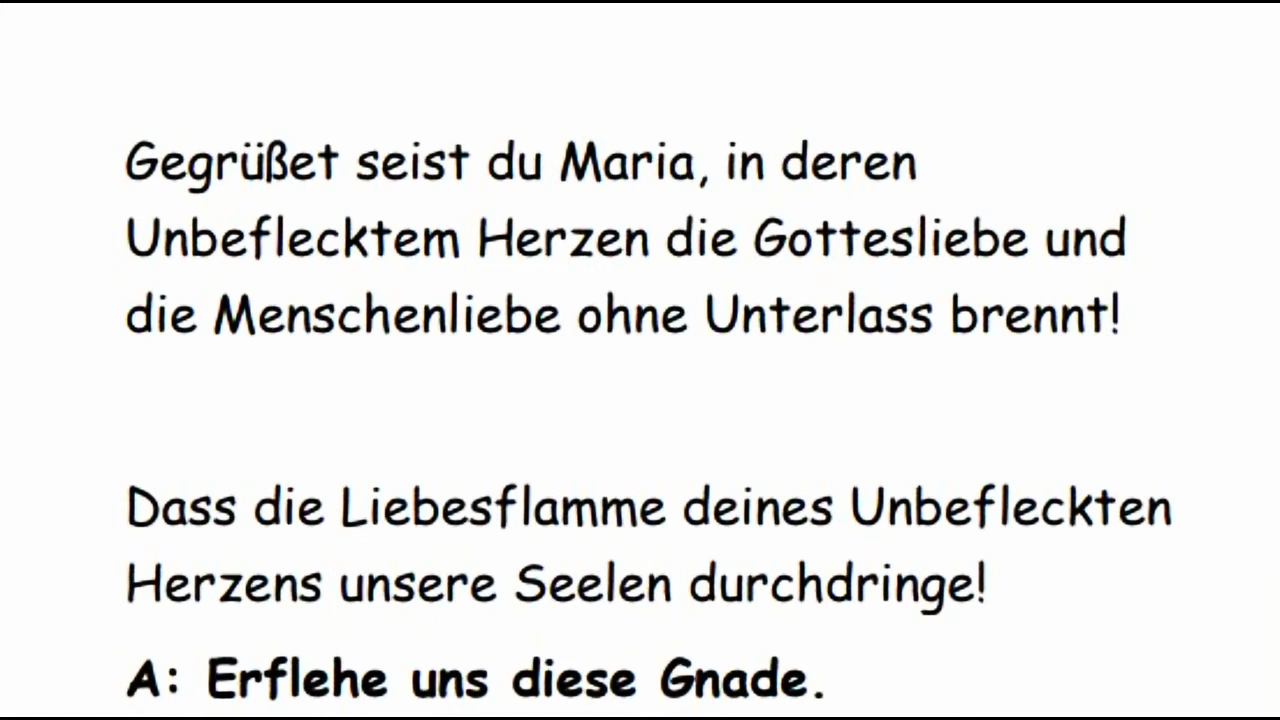 Gegrüßet seist du Maria, in deren
Unbeflecktem Herzen die Gottesliebe und
die Menschenliebe ohne Unterlass brennt!
Dass die Liebesflamme deines Unbefleckten
Herzens unsere Seelen durchdringe!
A: Erflehe uns diese Gnade.